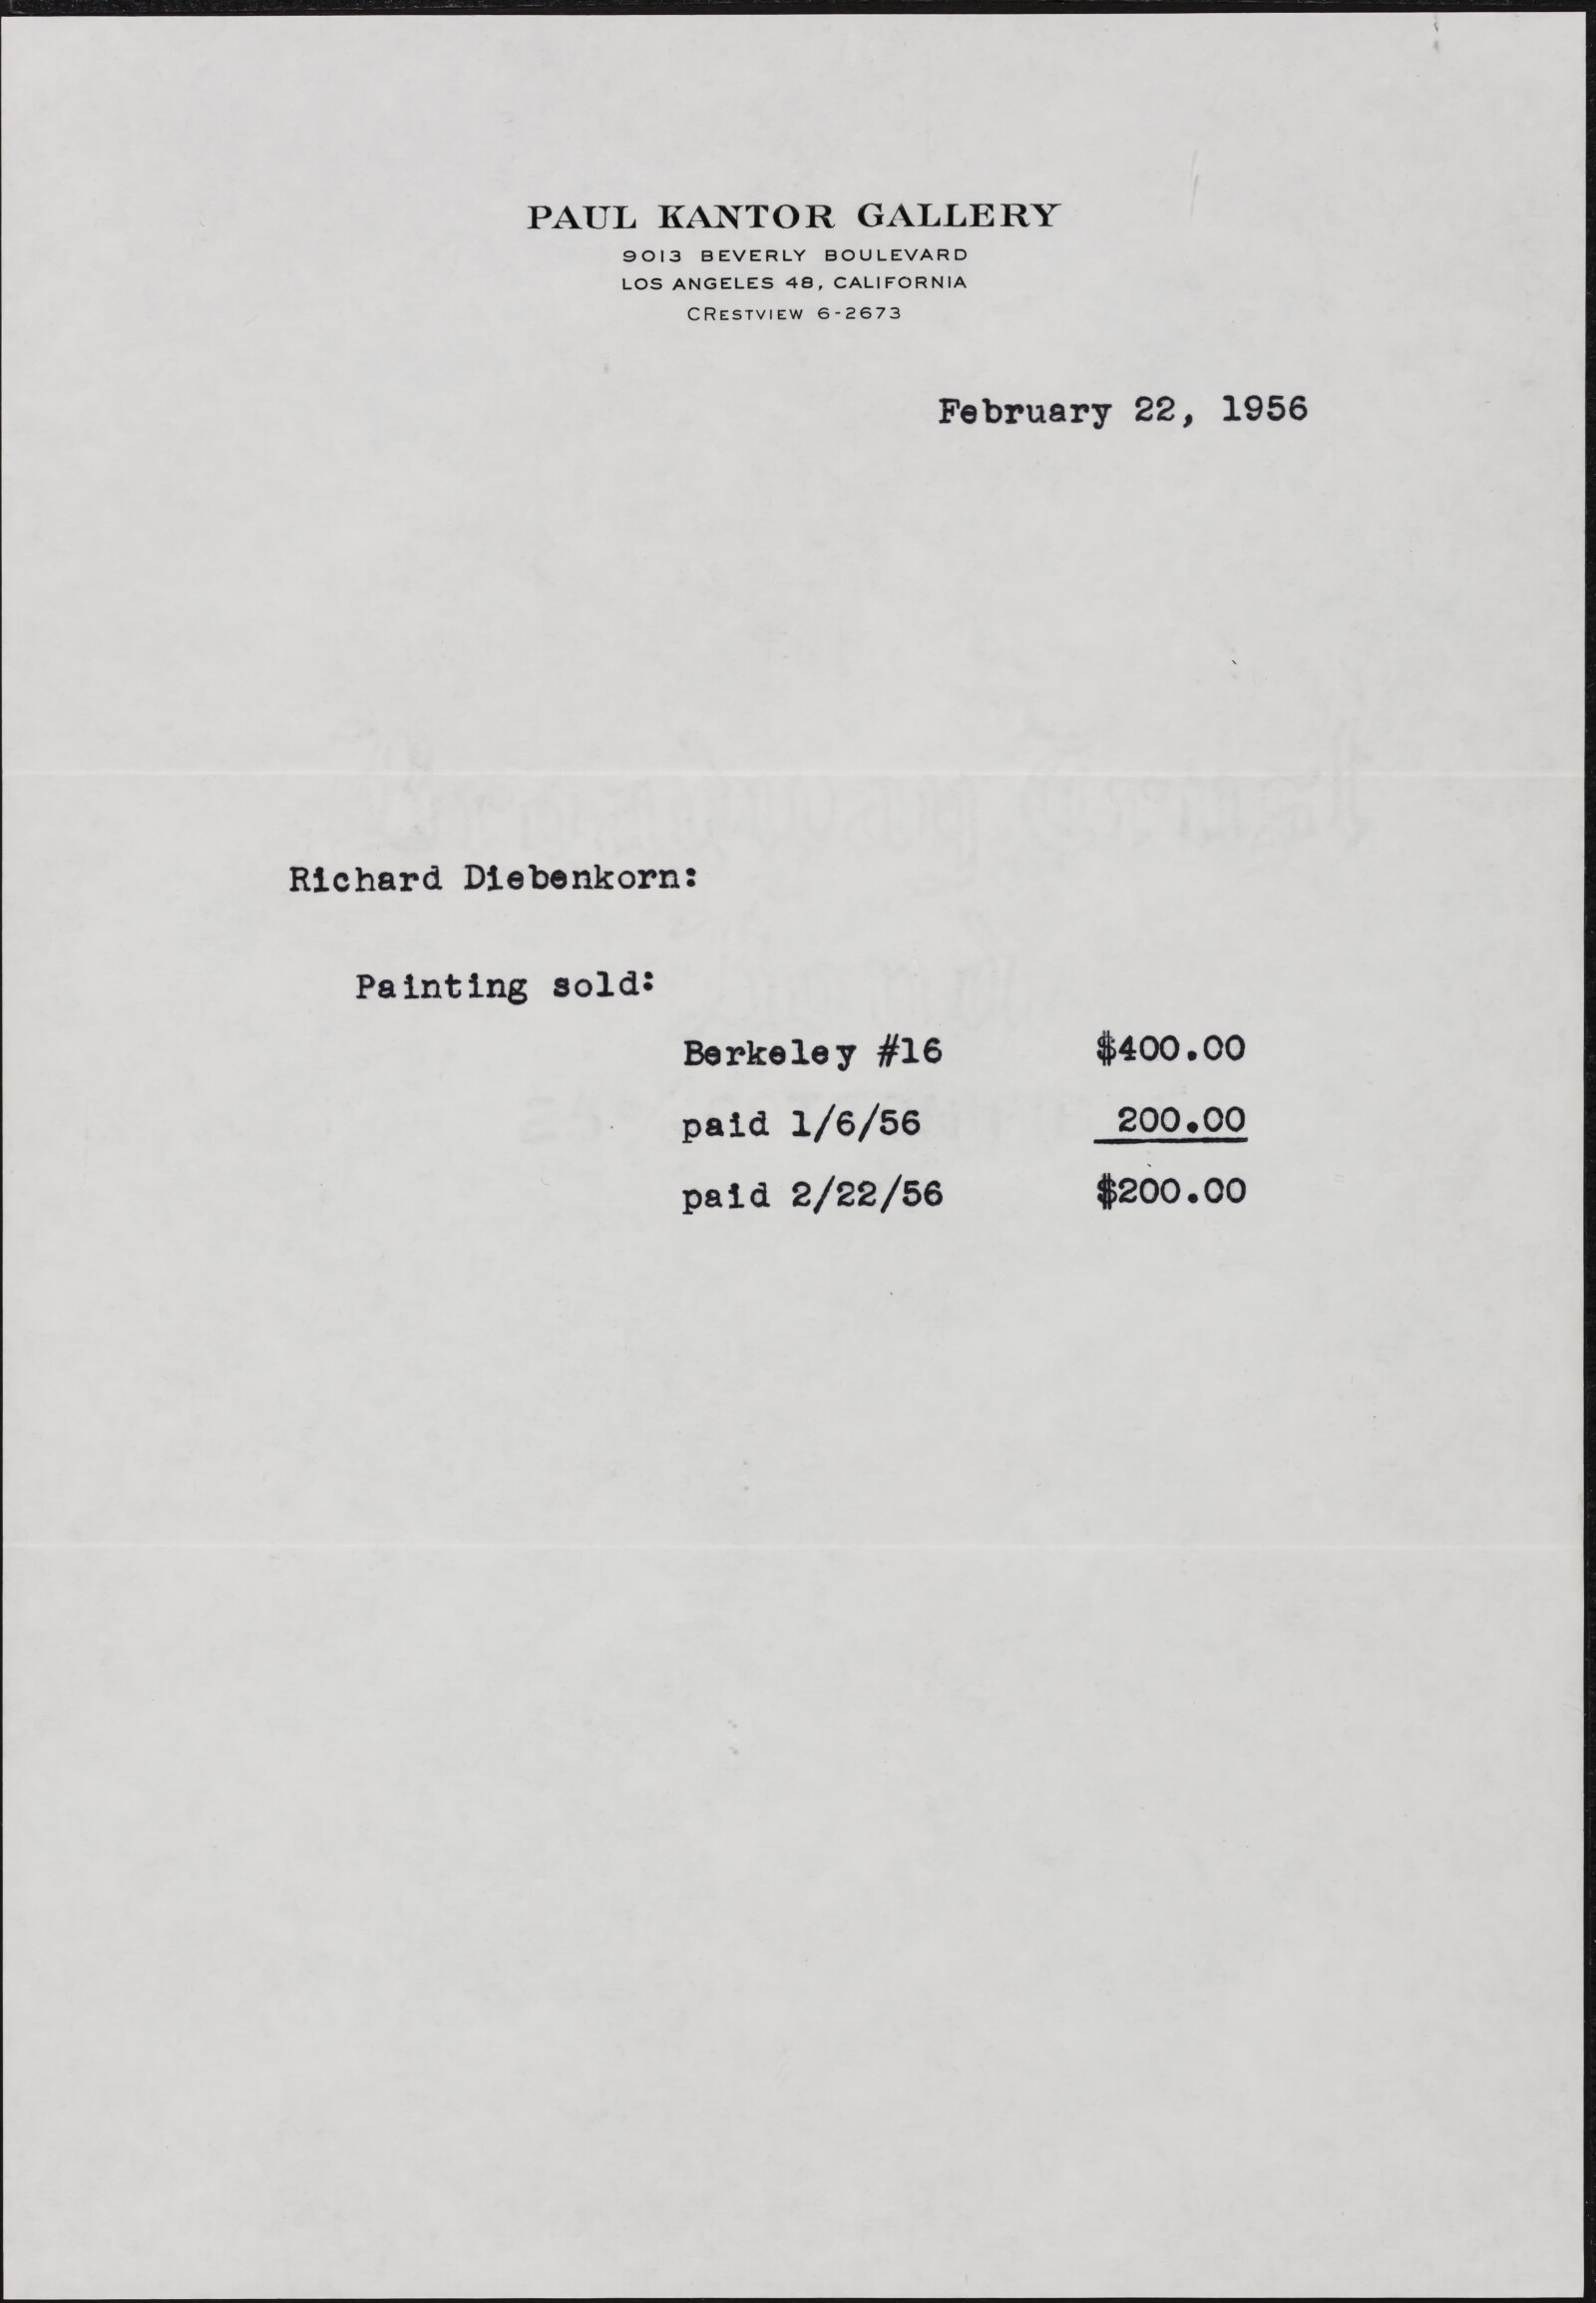 PAUL KANTOR GALLERY
9013 BEVERLY BOULEVARD
LOS ANGELES 48, CALIFORNIA
CRESTVIEW 6-2673
February 22, 1956
Richard Diebenkorn:
Painting sold:
Berkeley #16 $400.00
paid 1/6/56 200.00
paid 2/22/56 $200.00